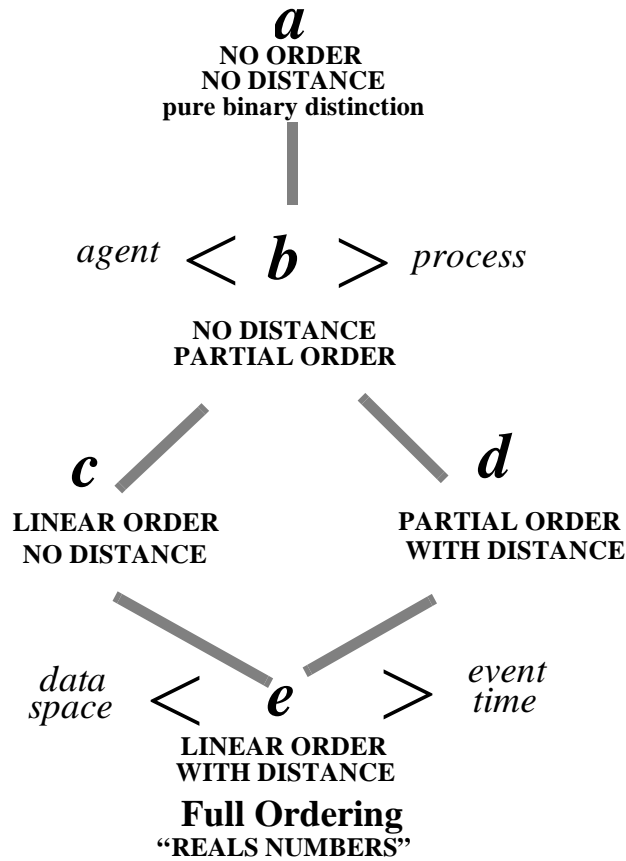 a
NO ORDER
NO DISTANCE
pure binary distinction
agent < b > process
NO DISTANCE
PARTIAL ORDER
c
LINEAR ORDER
NO DISTANCE
d
PARTIAL ORDER
WITH DISTANCE
data
space
<
e
>
event
time
LINEAR ORDER
WITH DISTANCE
Full Ordering
“REALS NUMBERS”